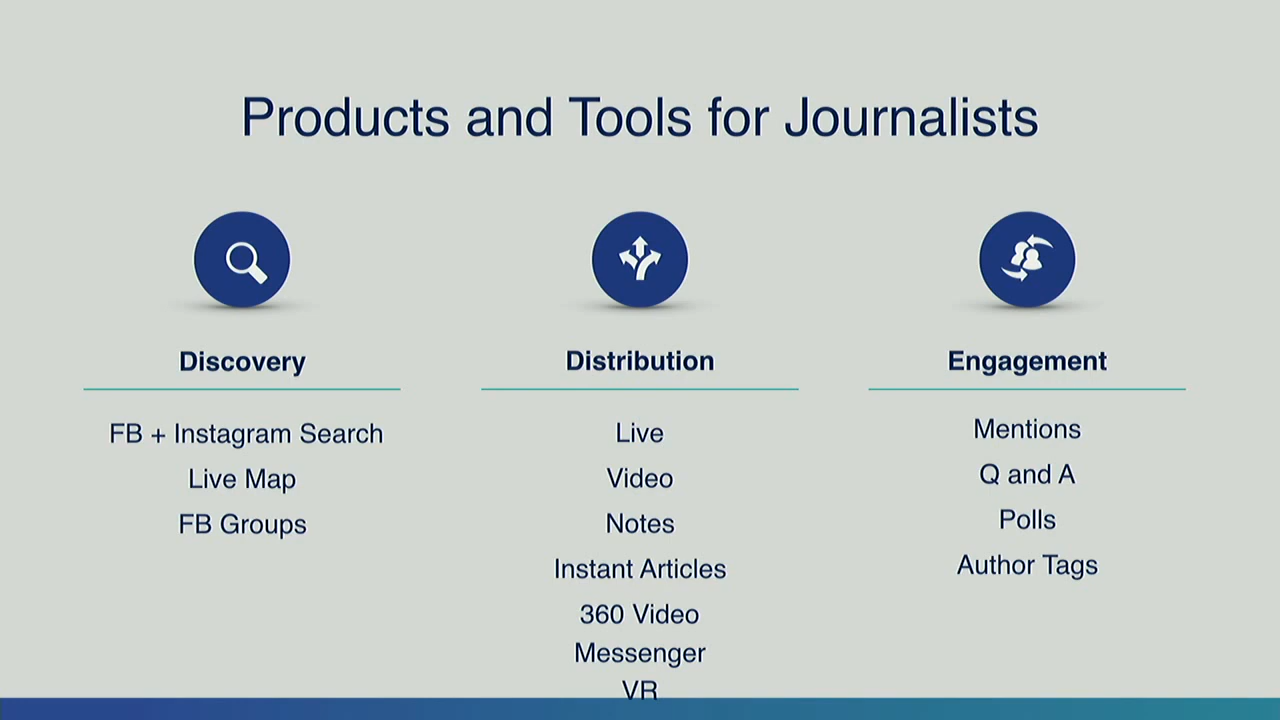 Products and Tools for Journalists
Discovery
FB + Instagram Search
Live Map
FB Groups
Distribution
Live
Video
Notes
Instant Articles
360 Video
Messenger
VR
Engagement
Mentions
Q and A
Polls
Author Tags